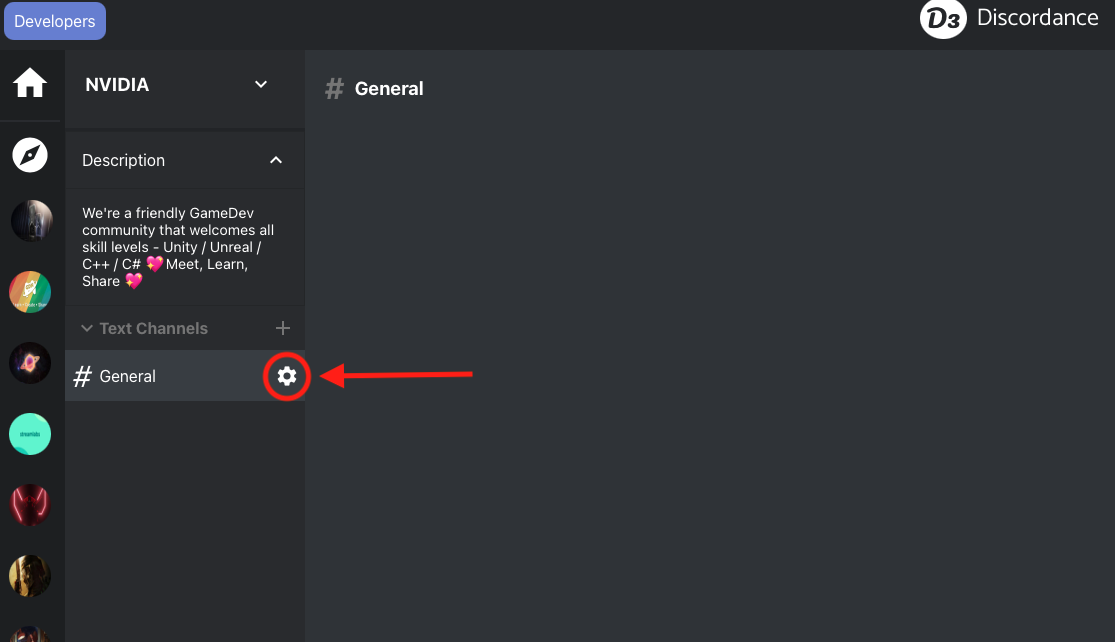 Developers
D3 Discordance
NVIDIA
# General
Description
We're a friendly GameDev
community that welcomes all
skill levels - Unity / Unreal /
C++ / C# 💖 Meet, Learn,
Share 💖
Text Channels
# General